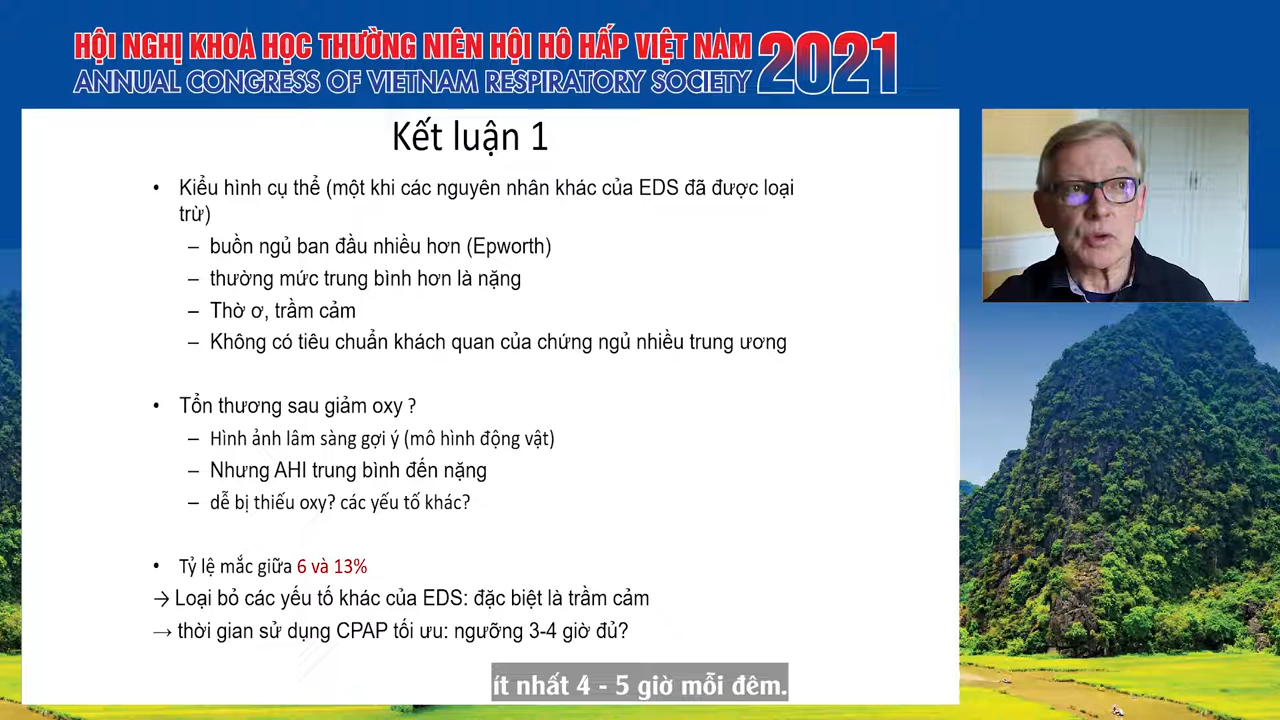 HỘI NGHỊ KHOA HỌC THƯỜNG NIÊN HỘI HÔ HẤP VIỆT NAM 2021
ANNUAL CONGRESS OF VIETNAM RESPIRATORY SOCIETY
Kết luận 1
• Kiểu hình cụ thể (một khi các nguyên nhân khác của EDS đã được loại
trừ)
– buồn ngủ ban đầu nhiều hơn (Epworth)
– thường mức trung bình hơn là nặng
– Thờ ơ, trầm cảm
– Không có tiêu chuẩn khách quan của chứng ngủ nhiều trung ương
• Tổn thương sau giảm oxy ?
– Hình ảnh lâm sàng gợi ý (mô hình động vật)
– Nhưng AHI trung bình đến nặng
– dễ bị thiếu oxy? các yếu tố khác?
• Tỷ lệ mắc giữa 6 và 13%
→ Loại bỏ các yếu tố khác của EDS: đặc biệt là trầm cảm
→ thời gian sử dụng CPAP tối ưu: ngưỡng 3-4 giờ đủ?
ít nhất 4 - 5 giờ mỗi đêm.